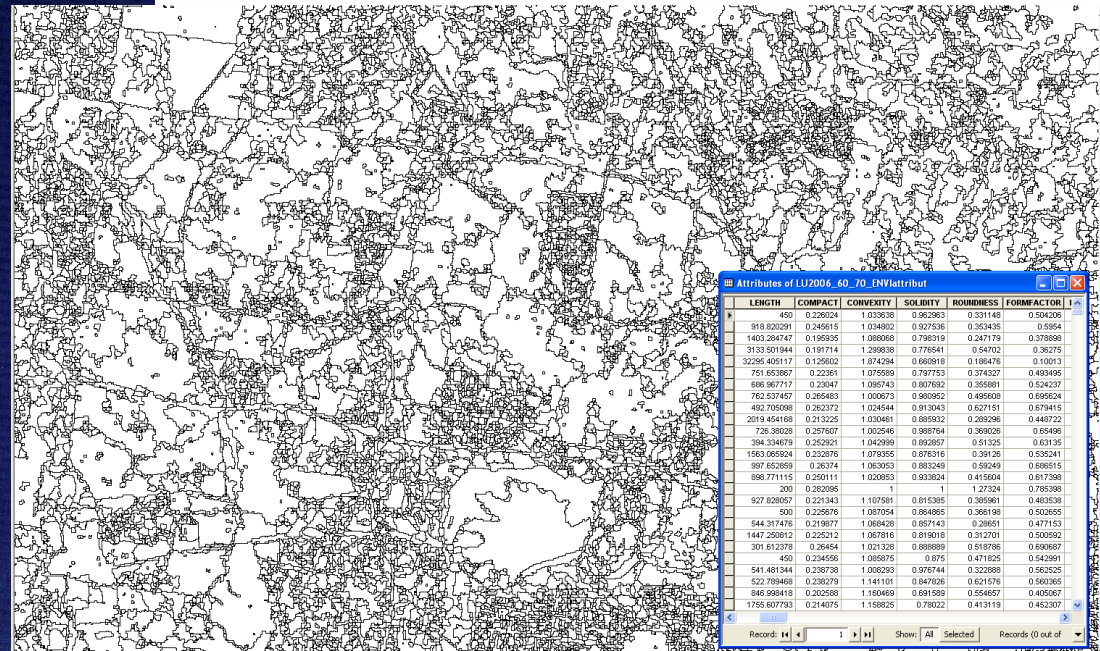 Attributes of LU2006_60_70_ENVIattribut
LENGTH COMPACT CONVEXITY SOLIDITY ROUNDNESS FORMFACTOR
450 0.226024 1.033638 0.962963 0.331148 0.504206
918.820291 0.245615 1.034802 0.927536 0.353435 0.5954
1403.284747 0.195935 1.088068 0.798319 0.247179 0.378898
3133.501944 0.191714 1.299838 0.776541 0.54702 0.36275
32295.405117 0.125602 1.874294 0.660918 0.186476 0.10013
751.653867 0.22361 1.075589 0.797753 0.374327 0.493495
686.967717 0.23047 1.095743 0.807692 0.355881 0.524237
762.537457 0.265483 1.000673 0.980952 0.495608 0.695624
492.705098 0.262372 1.024544 0.913043 0.627151 0.679415
2019.454168 0.213225 1.030461 0.885932 0.289296 0.448722
726.38028 0.257607 1.002546 0.988764 0.369026 0.65496
394.334679 0.252921 1.042999 0.892857 0.51325 0.63135
1563.065924 0.232876 1.079355 0.876316 0.39126 0.535241
997.652859 0.26374 1.063053 0.883249 0.59249 0.686515
898.771115 0.250111 1.020853 0.933824 0.415604 0.617398
200 0.282095 1 1 1.27324 0.785398
927.828057 0.221343 1.107581 0.815385 0.385961 0.483538
500 0.225676 1.087054 0.864865 0.366198 0.502655
544.317476 0.219877 1.068428 0.857143 0.28651 0.477153
1447.250812 0.225212 1.067816 0.819018 0.312701 0.500592
301.612378 0.26454 1.021328 0.888889 0.518786 0.690687
450 0.234556 1.085875 0.875 0.471825 0.542991
541.481344 0.238738 1.008293 0.976744 0.322888 0.562525
522.789468 0.238279 1.141101 0.847826 0.621576 0.560365
846.998418 0.202588 1.160469 0.691589 0.554657 0.405067
1755.607793 0.214075 1.158825 0.78022 0.413119 0.452307
Record: 1 Show: All Selected Records (0 out of